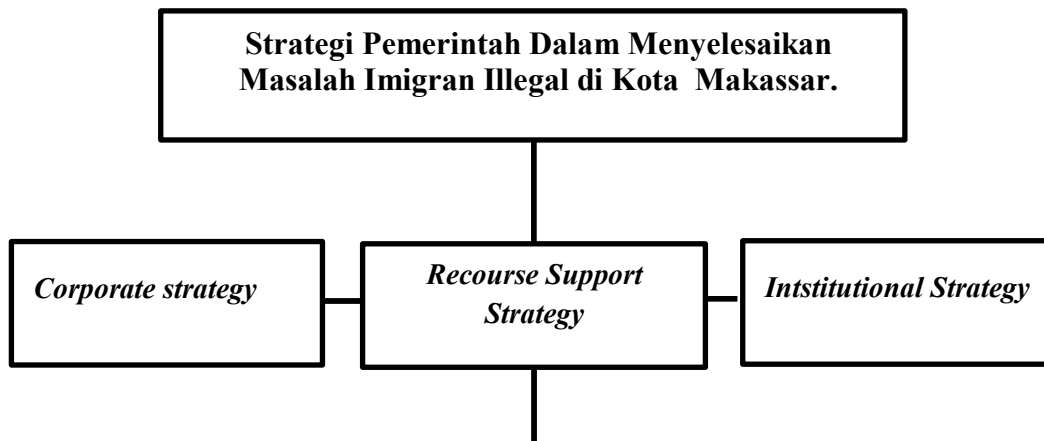 Strategi Pemerintah Dalam Menyelesaikan
Masalah Imigran Illegal di Kota  Makassar.
Corporate strategy
Recourse Support
Strategy
Intstitutional Strategy